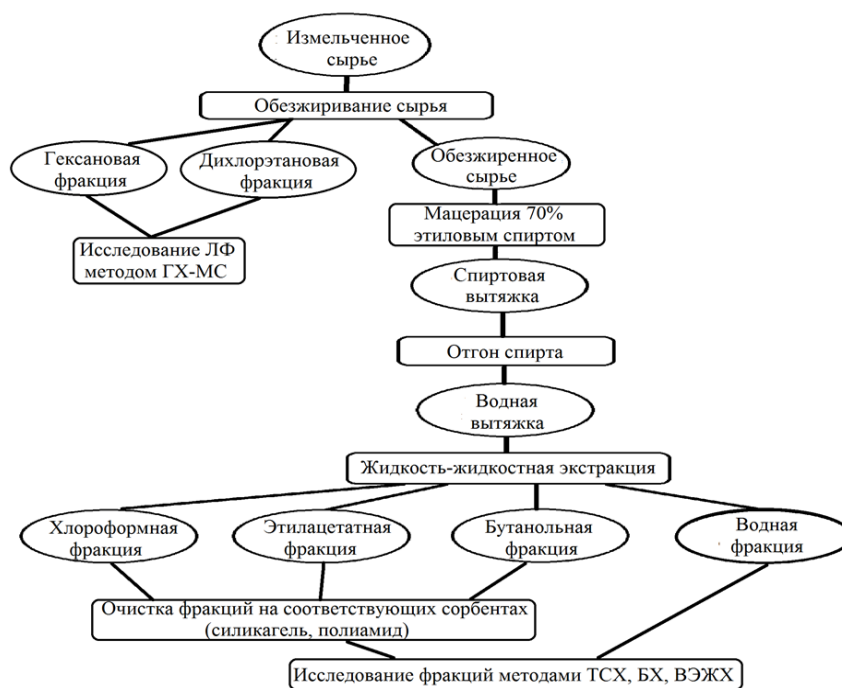 Измельченное
сырье
Обезжиривание сырья
Гексановая
фракция
Дихлорэтановая
фракция
Обезжиренное
сырье
Исследование ЛФ
методом ГХ-МС
Мацерация 70%
этиловым спиртом
Спиртовая
вытяжка
Отгон спирта
Водная
вытяжка
Жидкость-жидкостная экстракция
Хлороформная
фракция
Этилацетатная
фракция
Бутанольная
фракция
Водная
фракция
Очистка фракций на соответствующих сорбентах
(силикагель, полиамид)
Исследование фракций методами ТСХ, БХ, ВЭЖХ